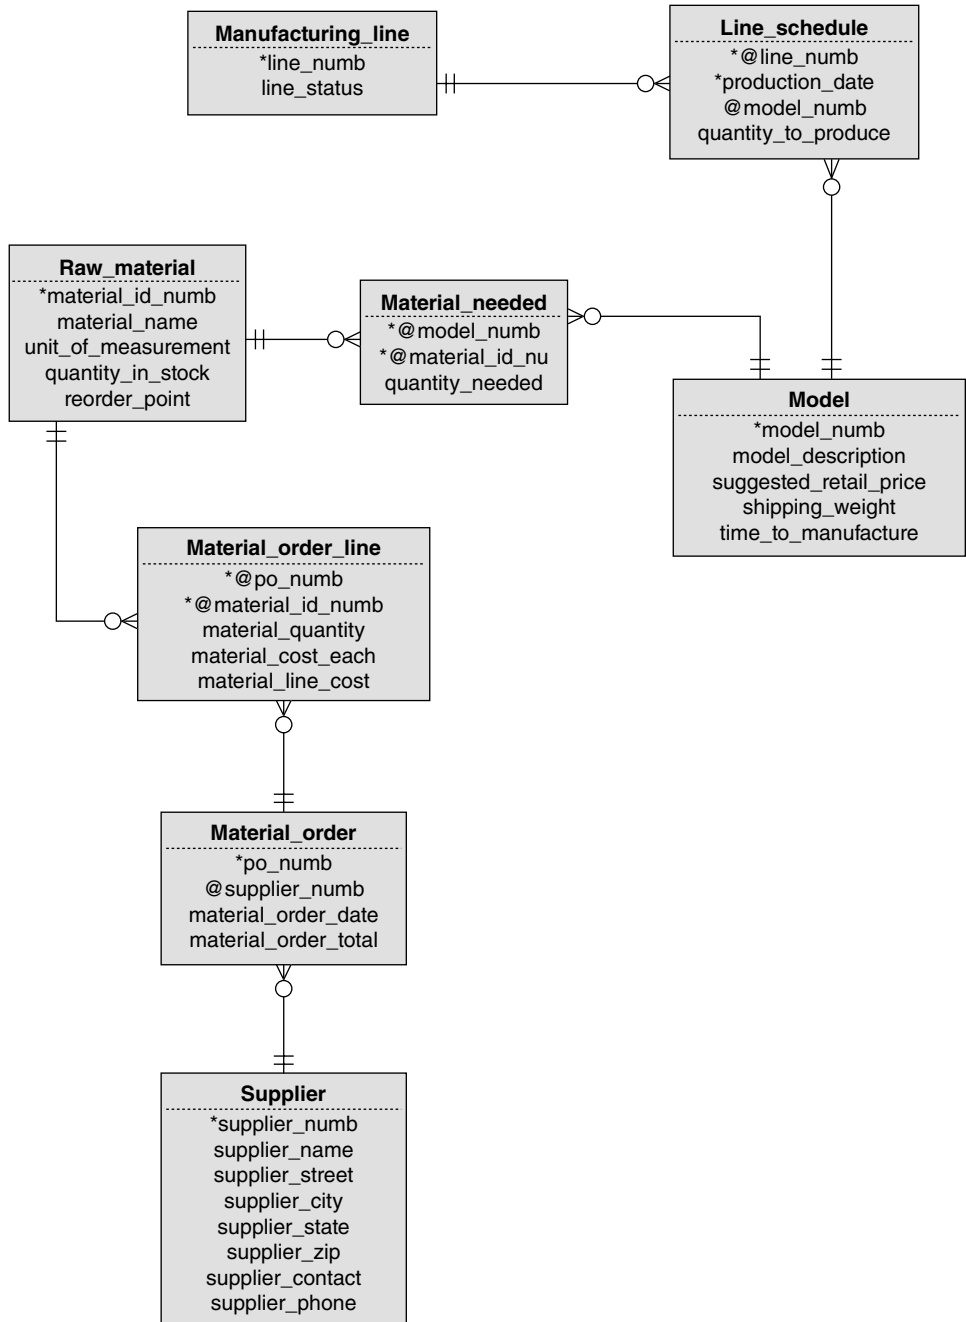 Manufacturing_line
*line_numb
line_status
Line_schedule
*@line_numb
*production_date
@model_numb
quantity_to_produce
Raw_material
*material_id_numb
material_name
unit_of_measurement
quantity_in_stock
reorder_point
Material_needed
*@model_numb
*@material_id_nu
quantity_needed
Model
*model_numb
model_description
suggested_retail_price
shipping_weight
time_to_manufacture
Material_order_line
*@po_numb
*@material_id_numb
material_quantity
material_cost_each
material_line_cost
Material_order
*po_numb
@supplier_numb
material_order_date
material_order_total
Supplier
*supplier_numb
supplier_name
supplier_street
supplier_city
supplier_state
supplier_zip
supplier_contact
supplier_phone